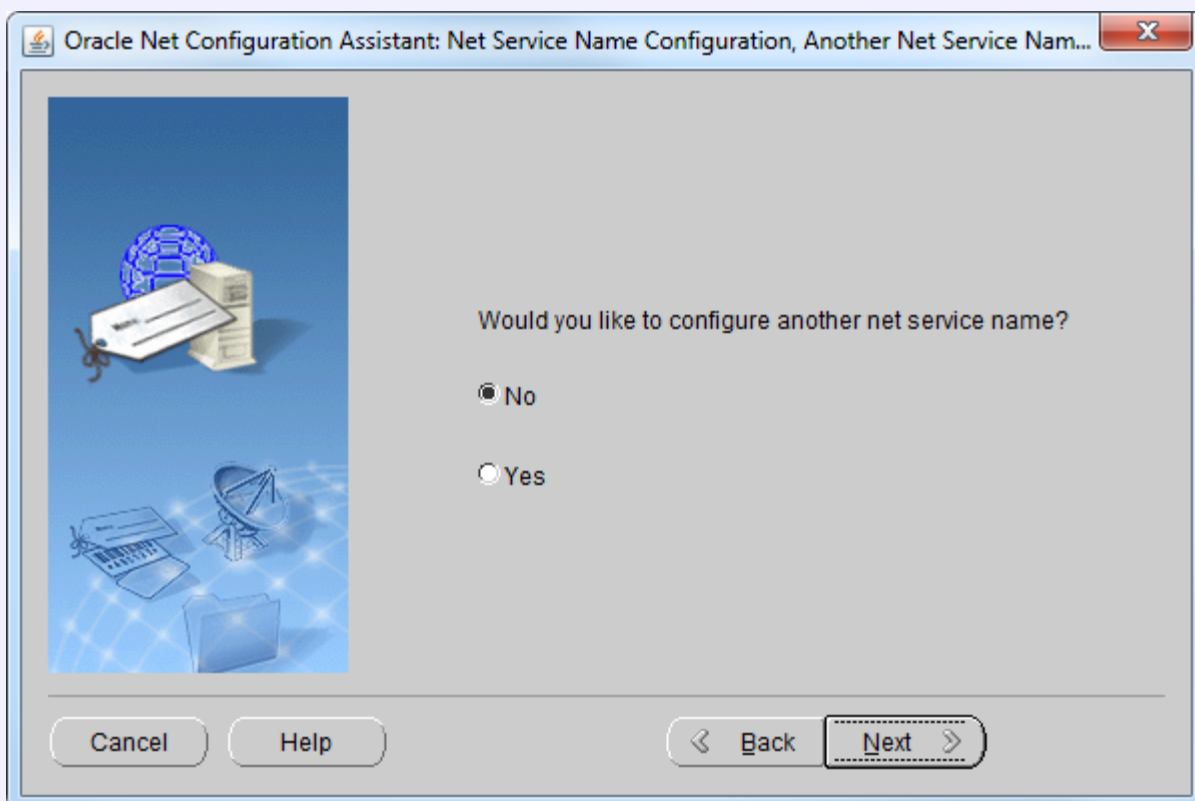 Oracle Net Configuration Assistant: Net Service Name Configuration, Another Net Service Nam...
Would you like to configure another net service name?
No
Yes
Cancel
Help
Back
Next